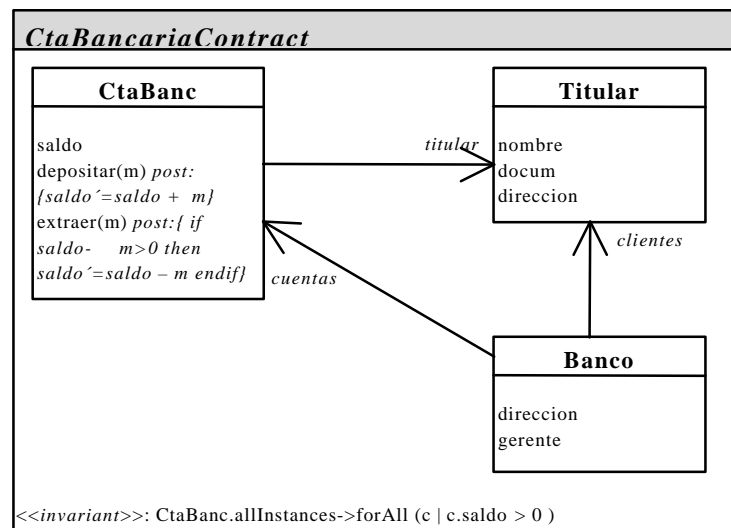 CtaBancariaContract
CtaBanc
saldo
depositar(m) post:
{saldo´=saldo + m}
extraer(m) post:{ if
saldo- m>0 then
saldo´=saldo – m endif}
titular
Titular
nombre
docum
direccion
clientes
cuentas
Banco
direccion
gerente
<<invariant>>: CtaBanc.allInstances->forAll (c | c.saldo > 0 )